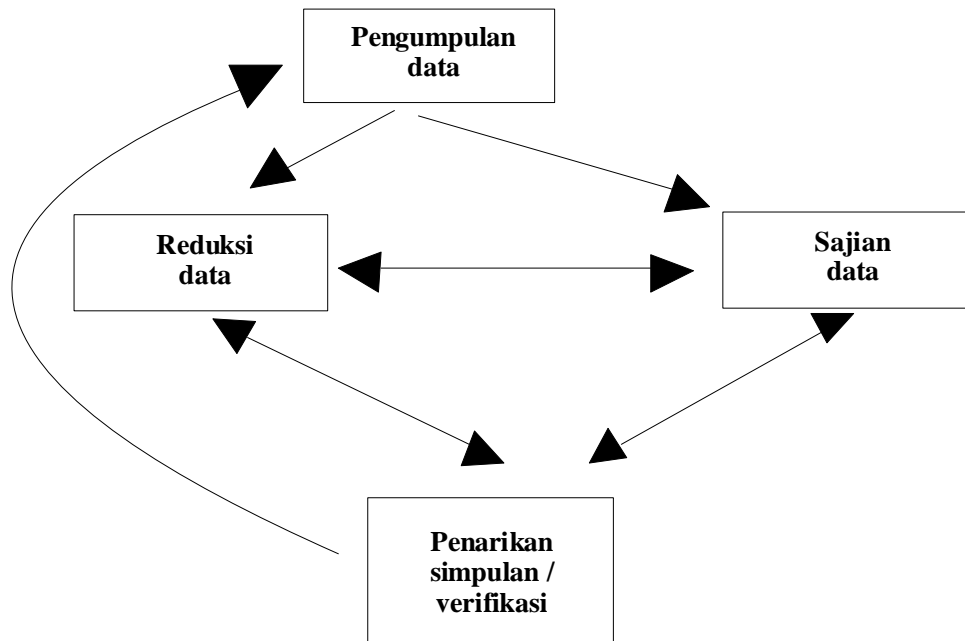 Pengumpulan
data
Reduksi
data
Sajian
data
Penarikan
simpulan /
verifikasi